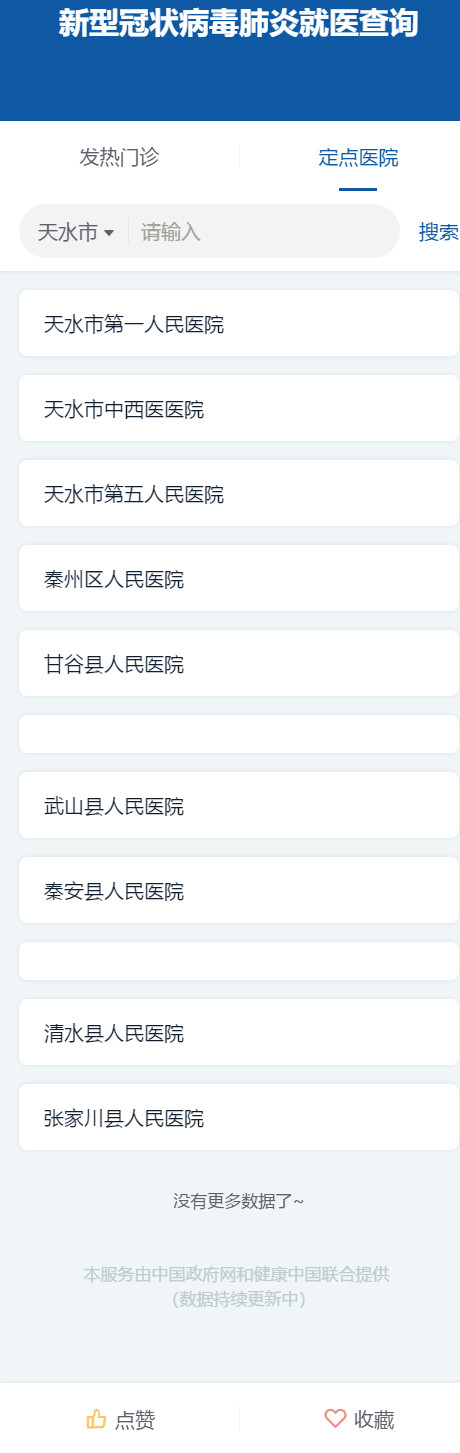 新型冠状病毒肺炎就医查询
发热门诊 定点医院
天水市 请输入 搜索
天水市第一人民医院
天水市中西医医院
天水市第五人民医院
秦州区人民医院
甘谷县人民医院
武山县人民医院
秦安县人民医院
清水县人民医院
张家川县人民医院
没有更多数据了~
本服务由中国政府网和健康中国联合提供
(数据持续更新中)
点赞 收藏